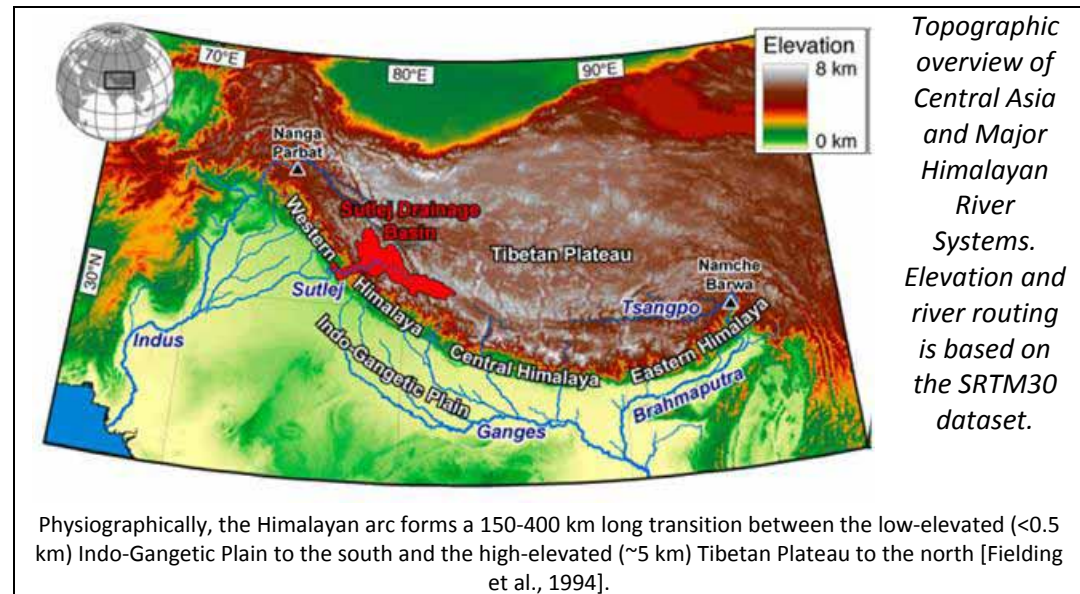 70°E
80°E
90°E
30°N
Elevation
8 km
0 km
Nanga
Parbat
Sutlej Drainage
Basin
Western
Himalaya
Sutlej
Tibetan Plateau
Namche
Barwa
Tsangpo
Indus
Indo-Gangetic Plain
Central Himalaya
Eastern Himalaya
Brahmaputra
Ganges
Topographic
overview of
Central Asia
and Major
Himalayan
River
Systems.
Elevation and
river routing
is based on
the SRTM30
dataset.
Physiographically, the Himalayan arc forms a 150-400 km long transition between the low-elevated (<0.5
km) Indo-Gangetic Plain to the south and the high-elevated (~5 km) Tibetan Plateau to the north [Fielding
et al., 1994].